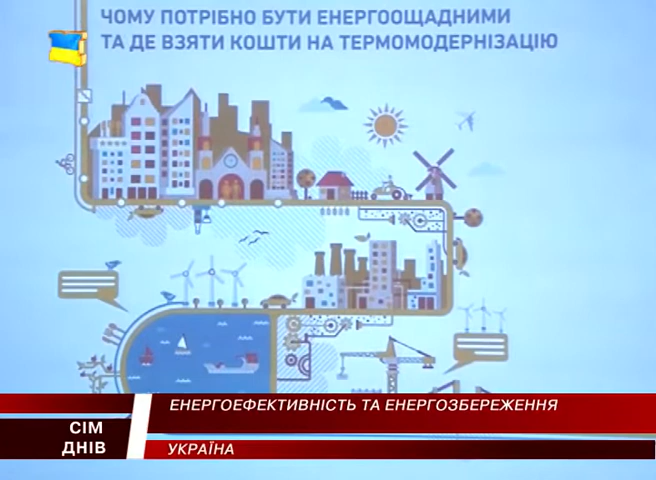 ЧОМУ ПОТРІБНО БУТИ ЕНЕРГООЩАДНИМИ
ТА ДЕ ВЗЯТИ КОШТИ НА ТЕРМОМОДЕРНІЗАЦІЮ
ЕНЕРГОЕФЕКТИВНІСТЬ ТА ЕНЕРГОЗБЕРЕЖЕННЯ
СІМ
ДНІВ
УКРАЇНА